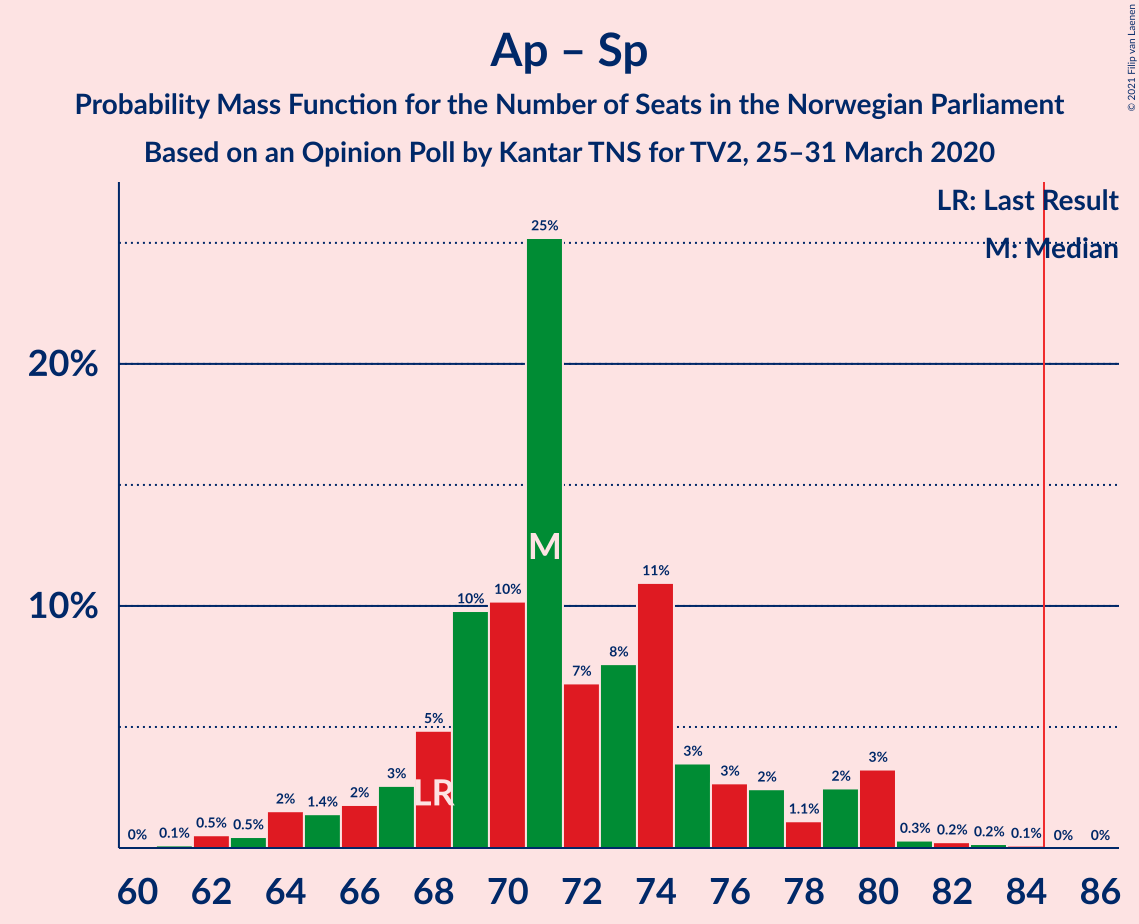 Ap – Sp
Probability Mass Function for the Number of Seats in the Norwegian Parliament
Based on an Opinion Poll by Kantar TNS for TV2, 25–31 March 2020
© 2021 Filip van Laenen
LR: Last Result
M: Median
20%
10%
0% 0.1% 0.5% 0.5% 2% 1.4% 2% 3% 5% 10% 10% 25% 7% 8% 11% 3% 3% 2% 1.1% 2% 3% 0.3% 0.2% 0.2% 0.1% 0% 0%
M
LR
60 62 64 66 68 70 72 74 76 78 80 82 84 86